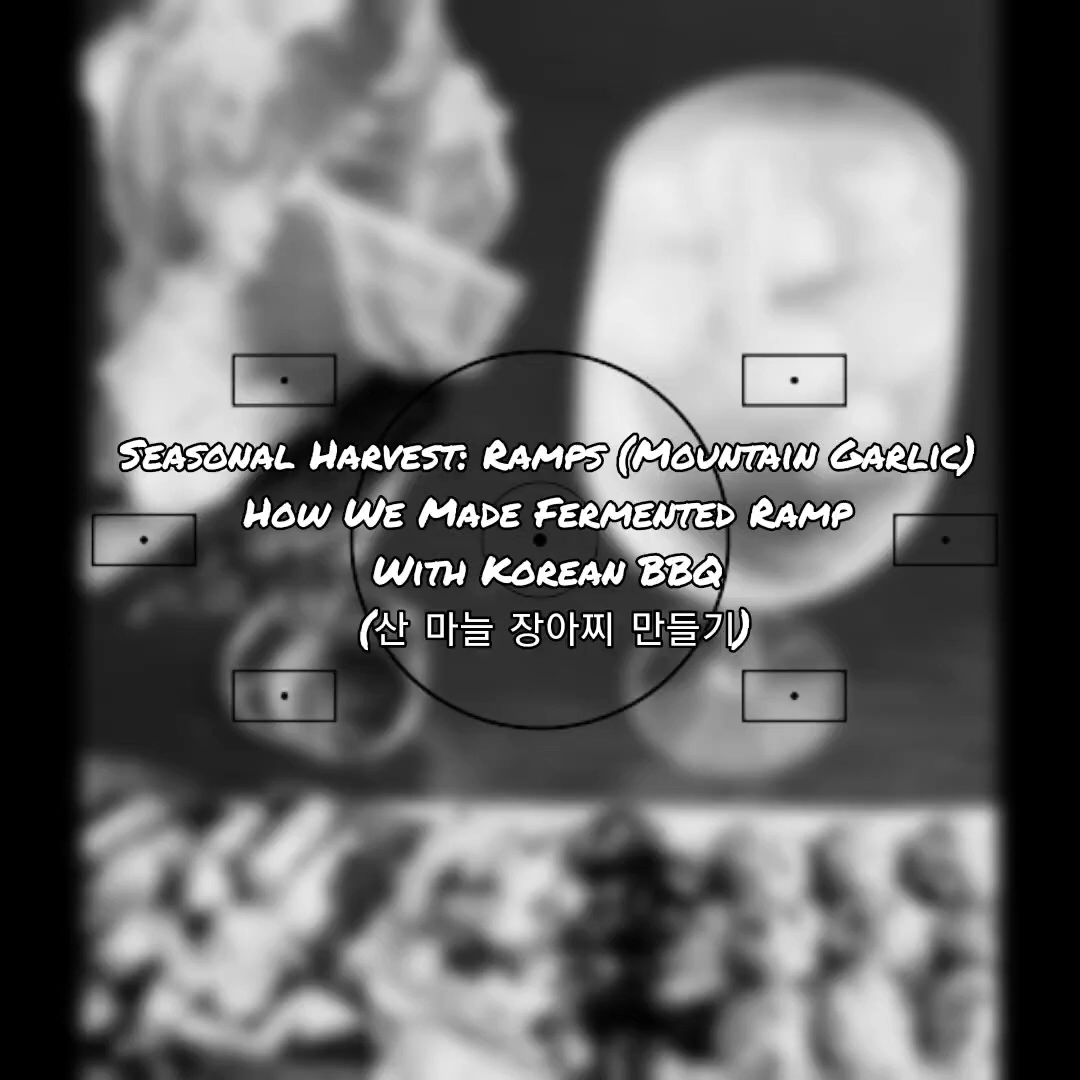 Seasonal Harvest: Ramps (Mountain Garlic)
How We Made Fermented Ramp
With Korean BBQ
(산 마늘 장아찌 만들기)